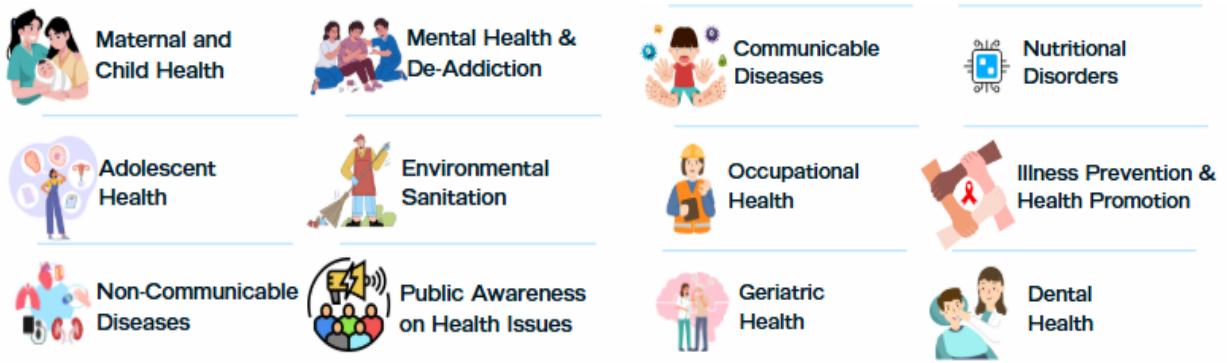 Maternal and
Child Health
Mental Health &
De-Addiction
Communicable
Diseases
Nutritional
Disorders
Adolescent
Health
Environmental
Sanitation
Occupational
Health
Illness Prevention &
Health Promotion
Non-Communicable
Diseases
Public Awareness
on Health Issues
Geriatric
Health
Dental
Health